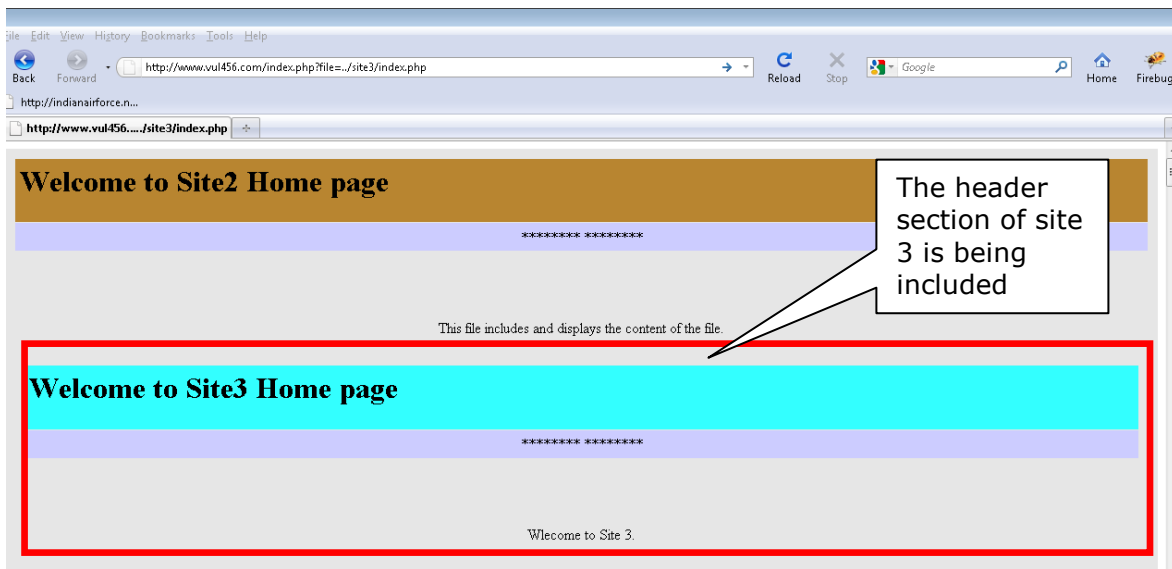 File Edit View History Bookmarks Tools Help
Back Forward http://www.vul456.com/index.php?file=../site3/index.php Reload Stop Google Home Firebug
http://indianairforce.n...
http://www.vul456...../site3/index.php
Welcome to Site2 Home page
******** ********
The header
section of site
3 is being
included
This file includes and displays the content of the file.
Welcome to Site3 Home page
******** ********
Wlecome to Site 3.